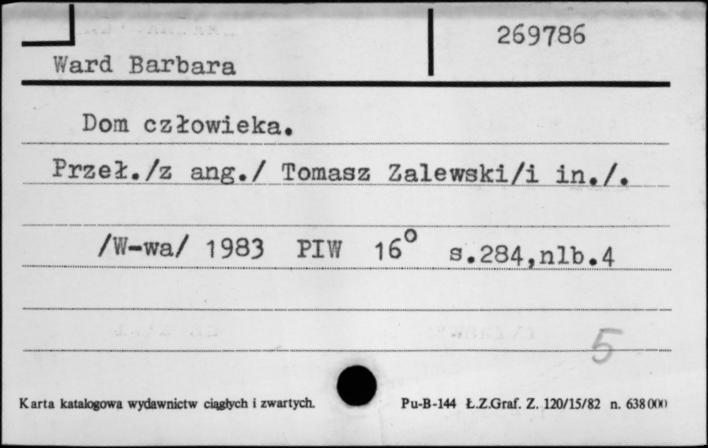 269786
Ward Barbara
Dom człowieka.
Przeł./z ang./ Tomasz Zalewski/i in./.
/W-wa/ 1983 PIW 16° s.284,nlb.4
5
Karta katalogowa wydawnictw ciągłych i zwartych. Pu-B-144 Ł.Z.Graf. Z. 120/15/82 n. 638000